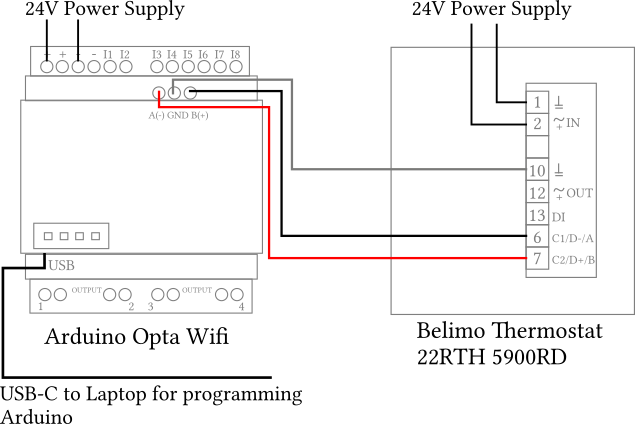 24V Power Supply
24V Power Supply
+ + - - I1 I2 I3 I4 I5 I6 I7 I8
A(-) GND B(+)
1
2 ~ + IN
10
12 ~ + OUT
13 DI
6 C1/D-/A
7 C2/D+/B
USB
OUTPUT OUTPUT
1 2 3 4
Arduino Opta Wifi
Belimo Thermostat
22RTH 5900RD
USB-C to Laptop for programming
Arduino